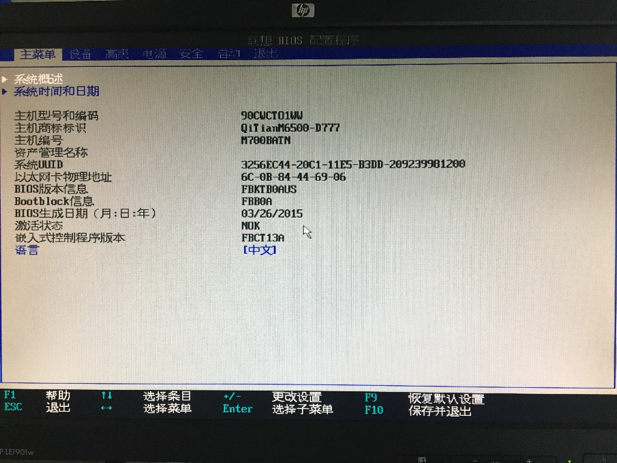 hp
联想 BIOS 配置程序
主菜单 设备 高级 电源 安全 启动 退出
系统概述
系统时间和日期
主机型号和编码 90CWCTO1WW
主机商标标识 QiTianM6500-D777
主机编号 M700BATN
资产管理名称
系统UUID 3256EC44-20C1-11E5-B3DD-209239981200
以太网卡物理地址 6C-0B-84-44-69-06
BIOS版本信息 FBKTB0AUS
Bootblock信息 FBB0A
BIOS生成日期（月:日:年） 03/26/2015
激活状态 NOK
嵌入式控制程序版本 FBCT13A
语言 [中文]
F1 帮助 ↑↓ 选择条目 +/- 更改设置 F9 恢复默认设置
ESC 退出 ←→ 选择菜单 Enter 选择子菜单 F10 保存并退出
LE1901w